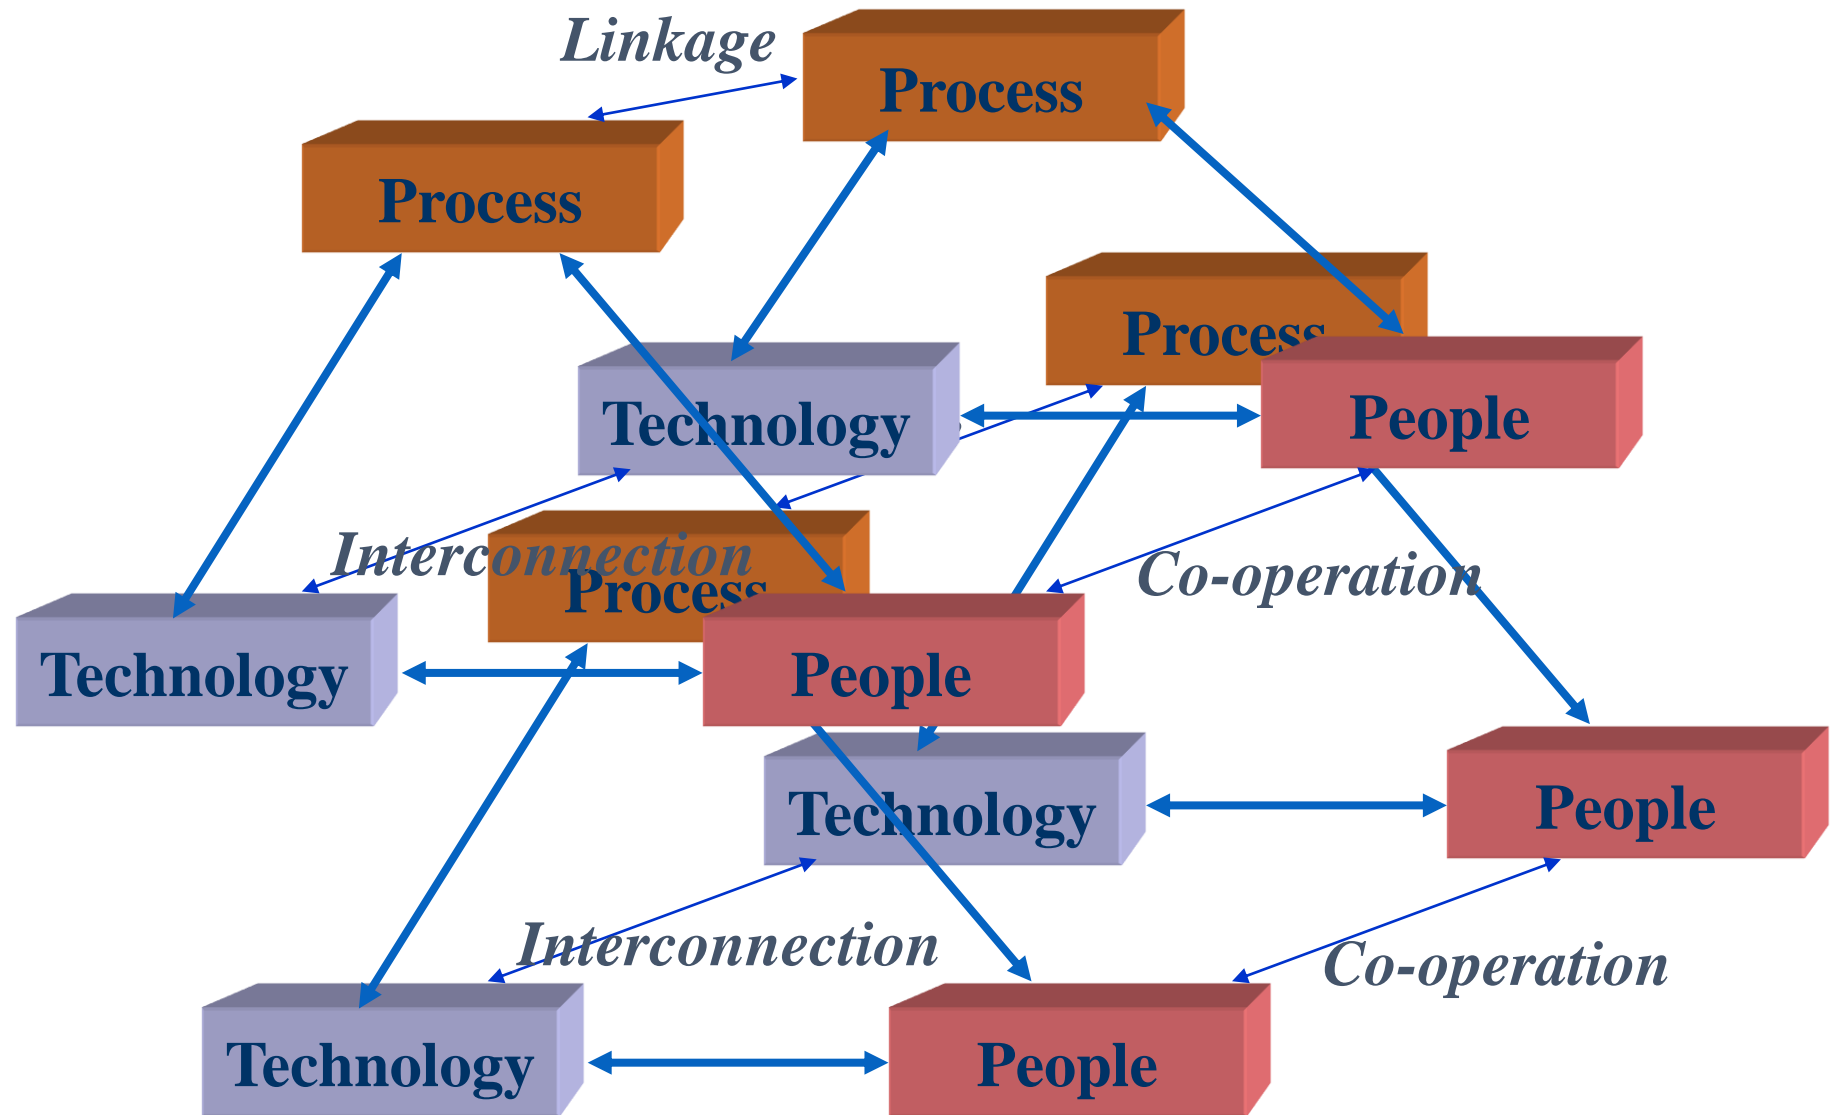 Linkage
Process
Process
Process
Technology
People
Interconnection
Co-operation
Process
Technology
People
Technology
People
Interconnection
Co-operation
Technology
People